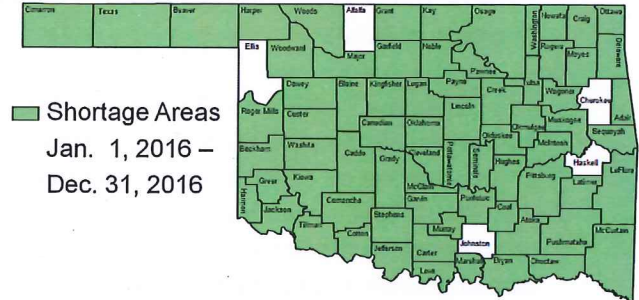 Cimarron Texas Beaver Harper Woods Alfalfa Grant Kay Osage Washington Nowata Craig Ottawa
Ellis Woodward Major Garfield Noble Pawnee Rogers Mayes Delaware
Dewey Blaine Kingfisher Logan Payne Creek Tulsa Wagoner Cherokee Adair
Shortage Areas
Roger Mills Custer Canadian Oklahoma Lincoln Okfuskee Okmulgee Muskogee McIntosh Sequoyah
Jan. 1, 2016 –
Beckham Washita Caddo Grady Cleveland Pottawatomie Seminole Hughes Pittsburg Haskell Latimer LeFlore
Dec. 31, 2016
Greer Kiowa McClain Harmon Jackson Comanche Stephens Garvin Pontotoc Coal
Tillman Cotton Jefferson Murray Johnston Atoka Pushmataha McCurtain
Carter Love Marshall Bryan Choctaw